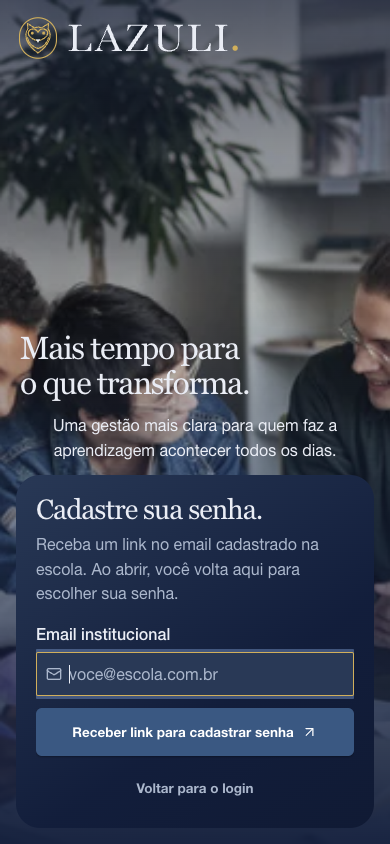 LAZULI.
Mais tempo para
o que transforma.
Uma gestão mais clara para quem faz a
aprendizagem acontecer todos os dias.
Cadastre sua senha.
Receba um link no email cadastrado na
escola. Ao abrir, você volta aqui para
escolher sua senha.
Email institucional
voce@escola.com.br
Receber link para cadastrar senha
Voltar para o login